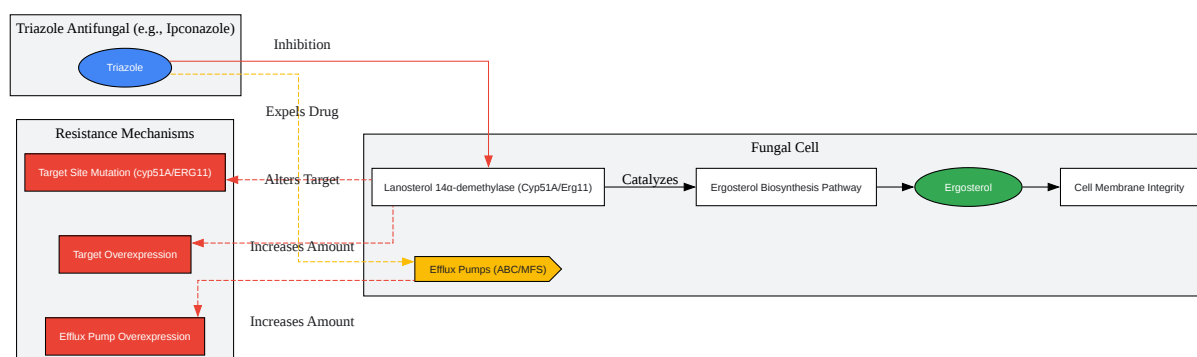 Triazole Antifungal (e.g., Ipconazole)
Triazole
Inhibition
Expels Drug
Resistance Mechanisms
Target Site Mutation (cyp51A/ERG11)
Alters Target
Target Overexpression
Increases Amount
Efflux Pump Overexpression
Increases Amount
Fungal Cell
Lanosterol 14α-demethylase (Cyp51A/Erg11)
Catalyzes
Ergosterol Biosynthesis Pathway
Ergosterol
Cell Membrane Integrity
Efflux Pumps (ABC/MFS)